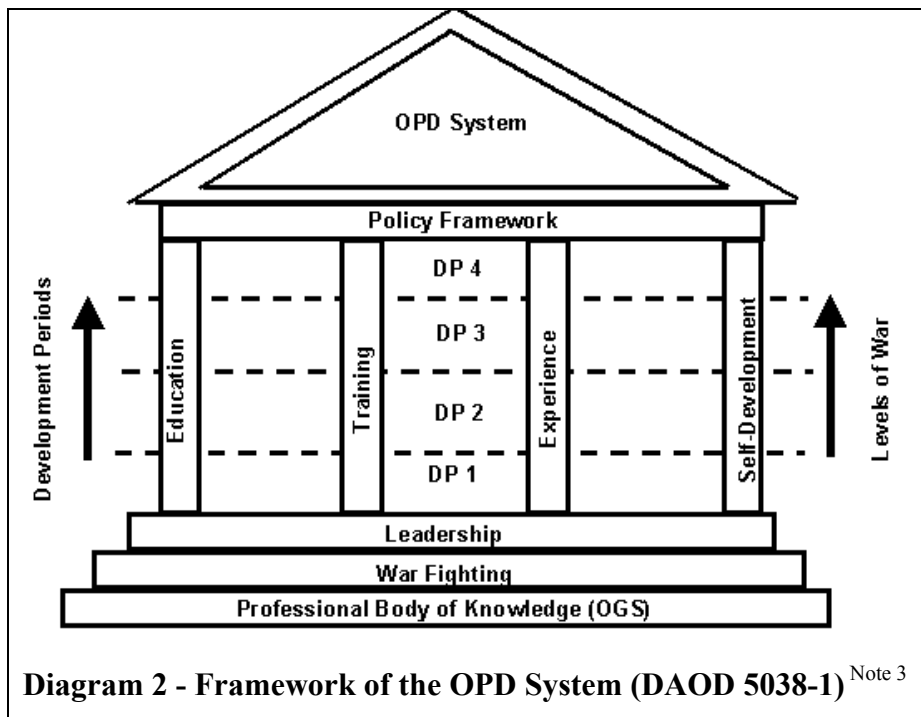 OPD System
Policy Framework
Development Periods
Education
Training
DP 4
DP 3
DP 2
DP 1
Experience
Self-Development
Levels of War
Leadership
War Fighting
Professional Body of Knowledge (OGS)
Diagram 2 - Framework of the OPD System (DAOD 5038-1) Note 3